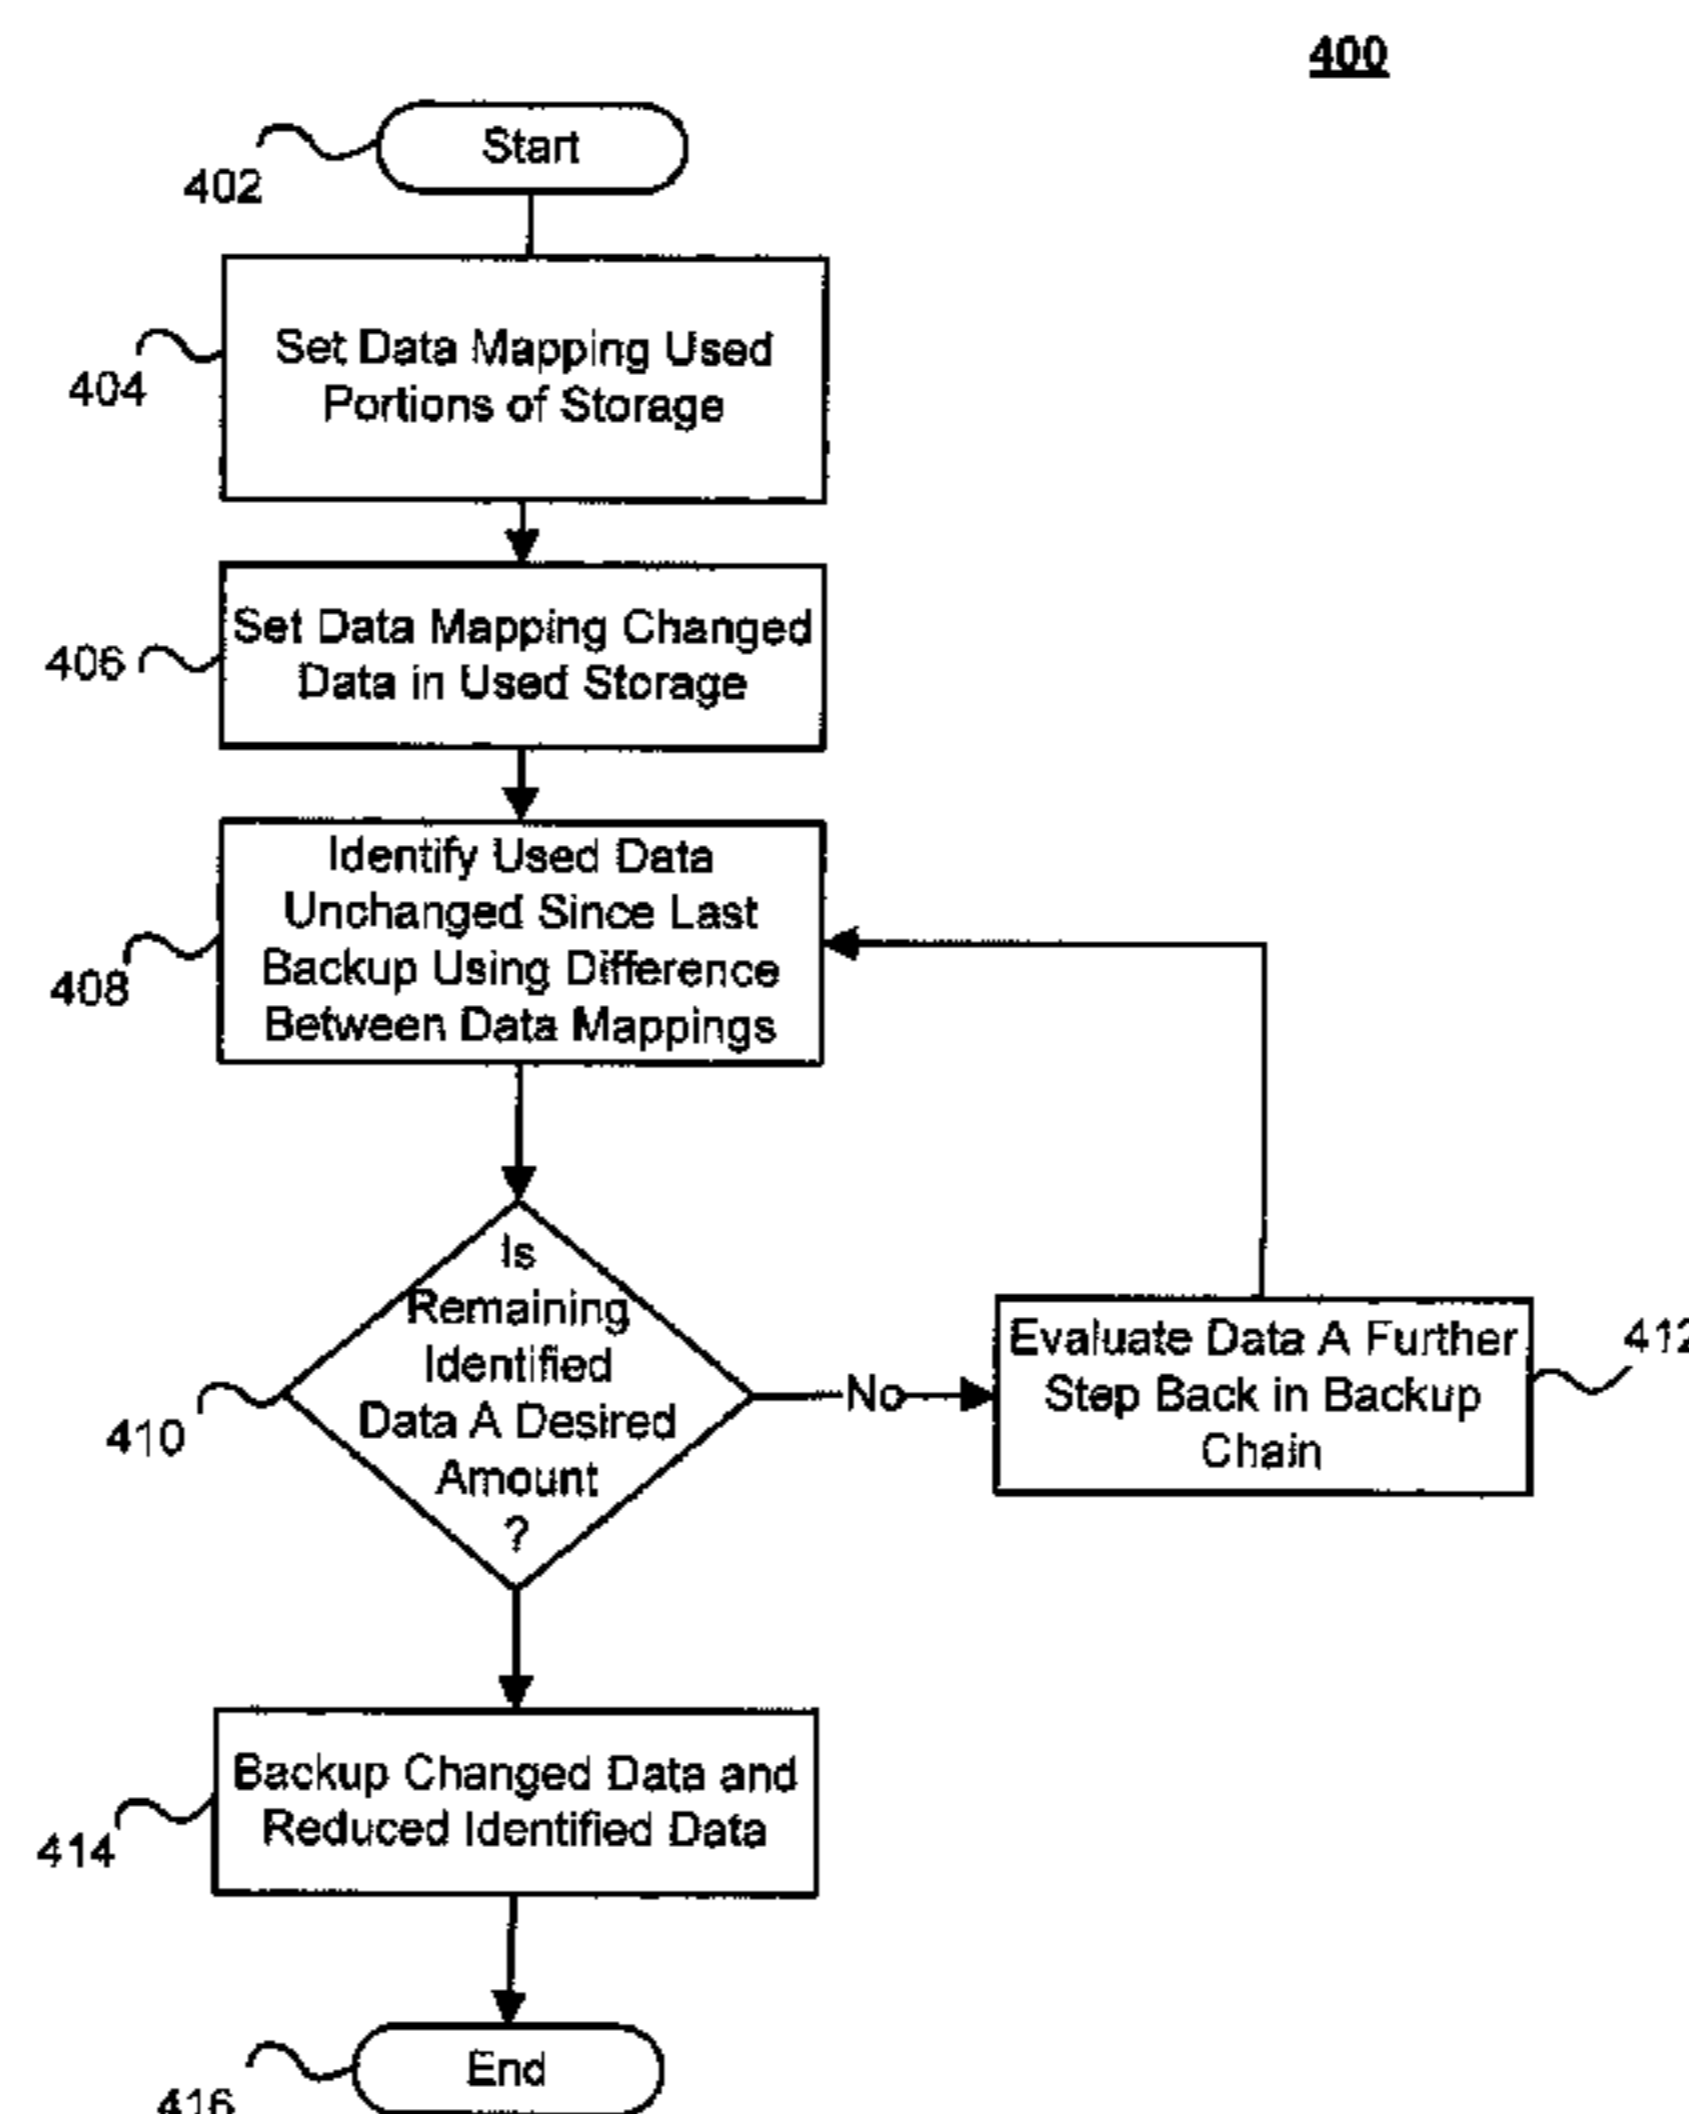 400
Start
402
Set Data Mapping Used
Portions of Storage
404
Set Data Mapping Changed
Data in Used Storage
406
Identify Used Data
Unchanged Since Last
Backup Using Difference
Between Data Mappings
408
Is
Remaining
Identified
Data A Desired
Amount
?
410
No
Evaluate Data A Further
Step Back in Backup
Chain
412
Backup Changed Data and
Reduced Identified Data
414
End
416